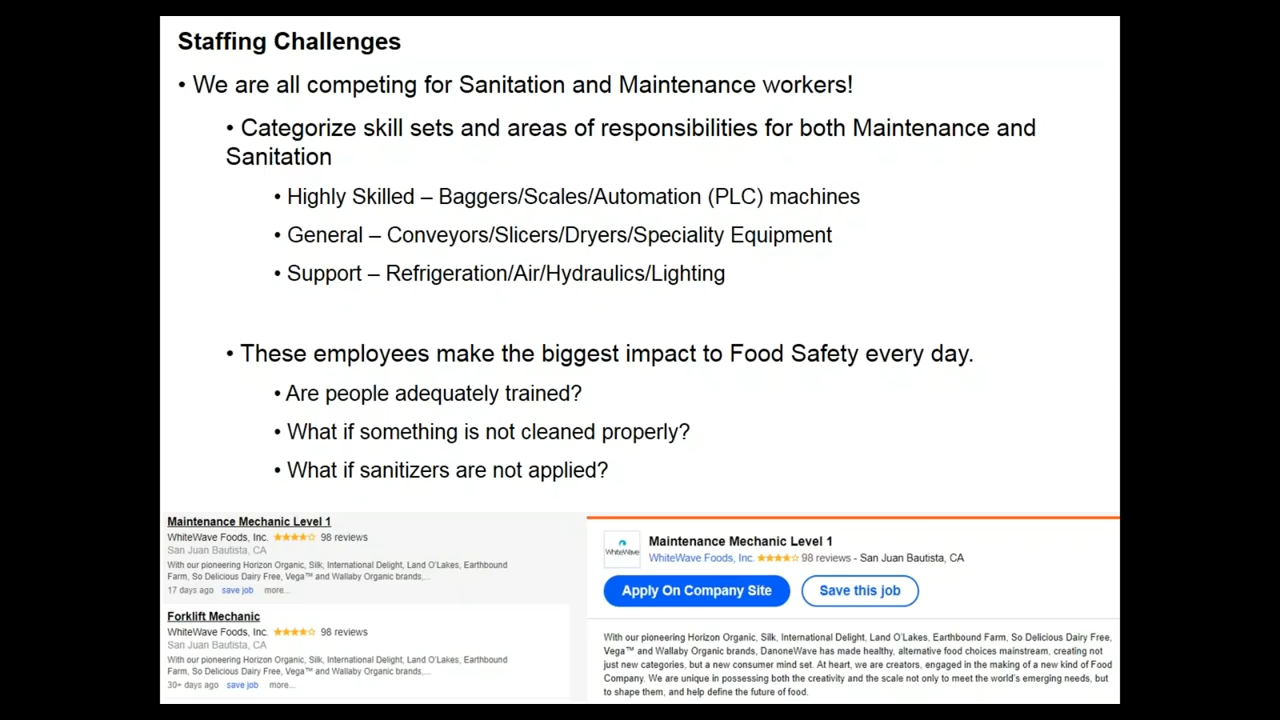 Staffing Challenges
• We are all competing for Sanitation and Maintenance workers!
• Categorize skill sets and areas of responsibilities for both Maintenance and
Sanitation
• Highly Skilled – Baggers/Scales/Automation (PLC) machines
• General – Conveyors/Slicers/Dryers/Speciality Equipment
• Support – Refrigeration/Air/Hydraulics/Lighting
• These employees make the biggest impact to Food Safety every day.
• Are people adequately trained?
• What if something is not cleaned properly?
• What if sanitizers are not applied?
Maintenance Mechanic Level 1
WhiteWave Foods, Inc. ★★★★☆ 98 reviews
San Juan Bautista, CA
With our pioneering Horizon Organic, Silk, International Delight, Land O'Lakes, Earthbound
Farm, So Delicious Dairy Free, Vega™ and Wallaby Organic brands,...
17 days ago save job more...
Forklift Mechanic
WhiteWave Foods, Inc. ★★★★☆ 98 reviews
San Juan Bautista, CA
With our pioneering Horizon Organic, Silk, International Delight, Land O'Lakes, Earthbound
Farm, So Delicious Dairy Free, Vega™ and Wallaby Organic brands,...
30+ days ago save job more...
WhiteWave
Maintenance Mechanic Level 1
WhiteWave Foods, Inc. ★★★★☆ 98 reviews - San Juan Bautista, CA
Apply On Company Site
Save this job
With our pioneering Horizon Organic, Silk, International Delight, Land O'Lakes, Earthbound Farm, So Delicious Dairy Free,
Vega™ and Wallaby Organic brands, DanoneWave has made healthy, alternative food choices mainstream, creating not
just new categories, but a new consumer mind set. At heart, we are creators, engaged in the making of a new kind of Food
Company. We are unique in possessing both the creativity and the scale not only to meet the world's emerging needs, but
to shape them, and help define the future of food.